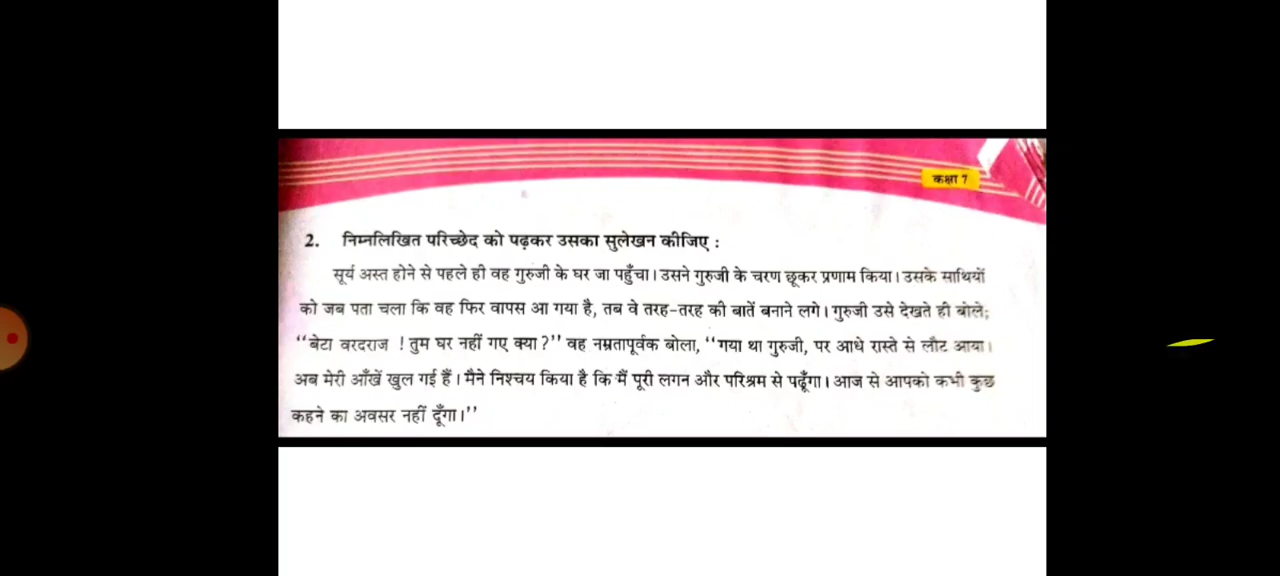 कक्षा 7
2. निम्नलिखित परिच्छेद को पढ़कर उसका सुलेखन कीजिए :
सूर्य अस्त होने से पहले ही वह गुरुजी के घर जा पहुँचा। उसने गुरुजी के चरण छूकर प्रणाम किया। उसके साथियों
को जब पता चला कि वह फिर वापस आ गया है, तब वे तरह-तरह की बातें बनाने लगे। गुरुजी उसे देखते ही बोले;
“बेटा वरदराज ! तुम घर नहीं गए क्या ?” वह नम्रतापूर्वक बोला, “गया था गुरुजी, पर आधे रास्ते से लौट आया।
अब मेरी आँखें खुल गई हैं। मैने निश्चय किया है कि मैं पूरी लगन और परिश्रम से पढ़ूँगा। आज से आपको कभी कुछ
कहने का अवसर नहीं दूँगा।”